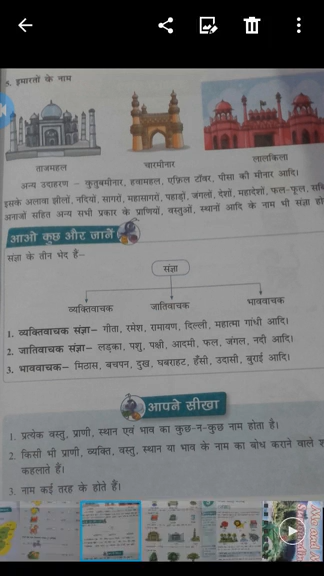 5. इमारतों के नाम
ताजमहल
चारमीनार
लालकिला
अन्य उदाहरण – कुतुबमीनार, हवामहल, एफ़िल टॉवर, पीसा की मीनार आदि।
इसके अलावा झीलों, नदियों, सागरों, महासागरों, पहाड़ों, जंगलों, देशों, महादेशों, फल-फूल,
अनाजों सहित अन्य सभी प्रकार के प्राणियों, वस्तुओं, स्थानों आदि के नाम भी संज्ञा
आओ कुछ और जानें
संज्ञा के तीन भेद हैं–
संज्ञा
व्यक्तिवाचक
जातिवाचक
भाववाचक
1. व्यक्तिवाचक संज्ञा– गीता, रमेश, रामायण, दिल्ली, महात्मा गांधी आदि।
2. जातिवाचक संज्ञा– लड़का, पशु, पक्षी, आदमी, फल, जंगल, नदी आदि।
3. भाववाचक– मिठास, बचपन, दुख, घबराहट, हँसी, उदासी, बुराई आदि।
आपने सीखा
1. प्रत्येक वस्तु, प्राणी, स्थान एवं भाव का कुछ-न-कुछ नाम होता है।
2. किसी भी प्राणी, व्यक्ति, वस्तु, स्थान या भाव के नाम का बोध कराने वाले
कहलाते हैं।
3. नाम कई तरह के होते हैं।